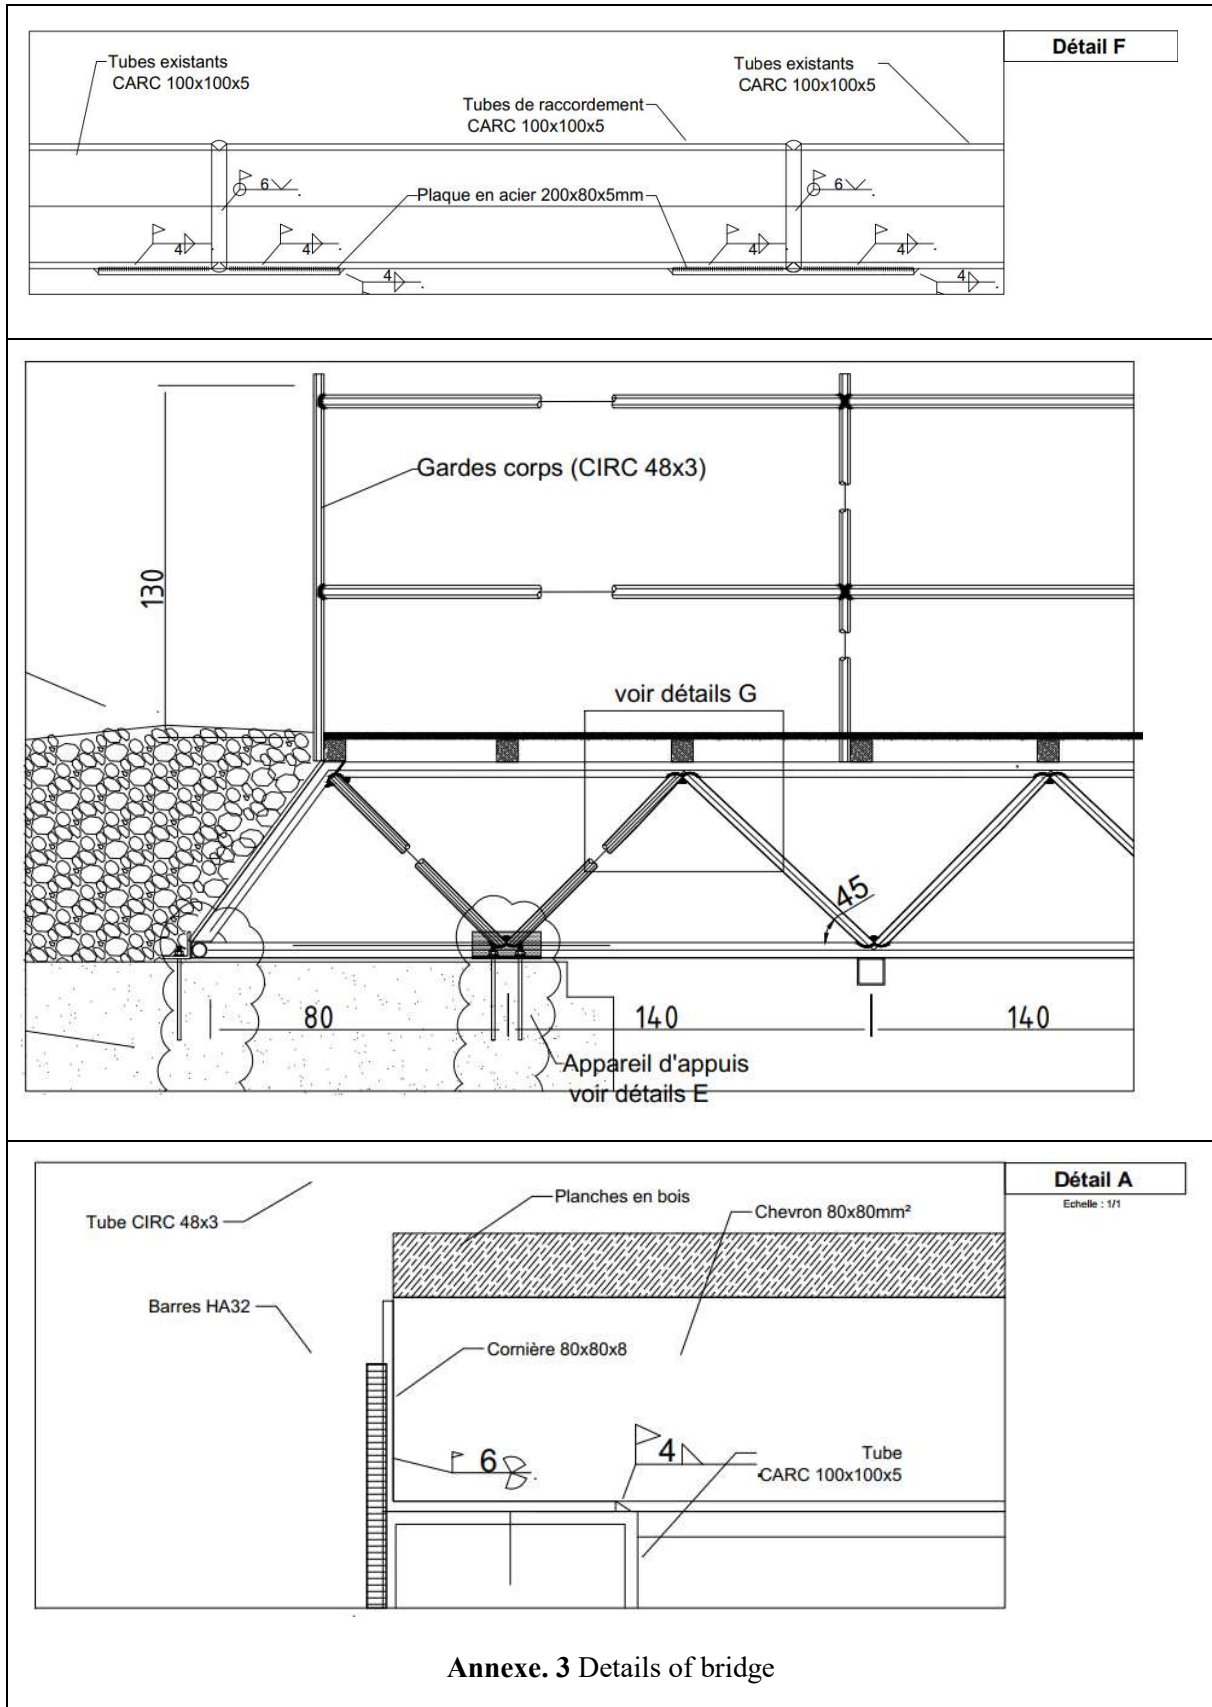 Détail F
Tubes existants
CARC 100x100x5
Tubes existants
CARC 100x100x5
Tubes de raccordement
CARC 100x100x5
6
6
Plaque en acier 200x80x5mm
4
4
4
4
4
4
Gardes corps (CIRC 48x3)
130
voir détails G
45
80
140
140
Appareil d'appuis
voir détails E
Détail A
Echelle : 1/1
Planches en bois
Tube CIRC 48x3
Chevron 80x80mm²
Barres HA32
Cornière 80x80x8
6
4
Tube
CARC 100x100x5
Annexe. 3 Details of bridge